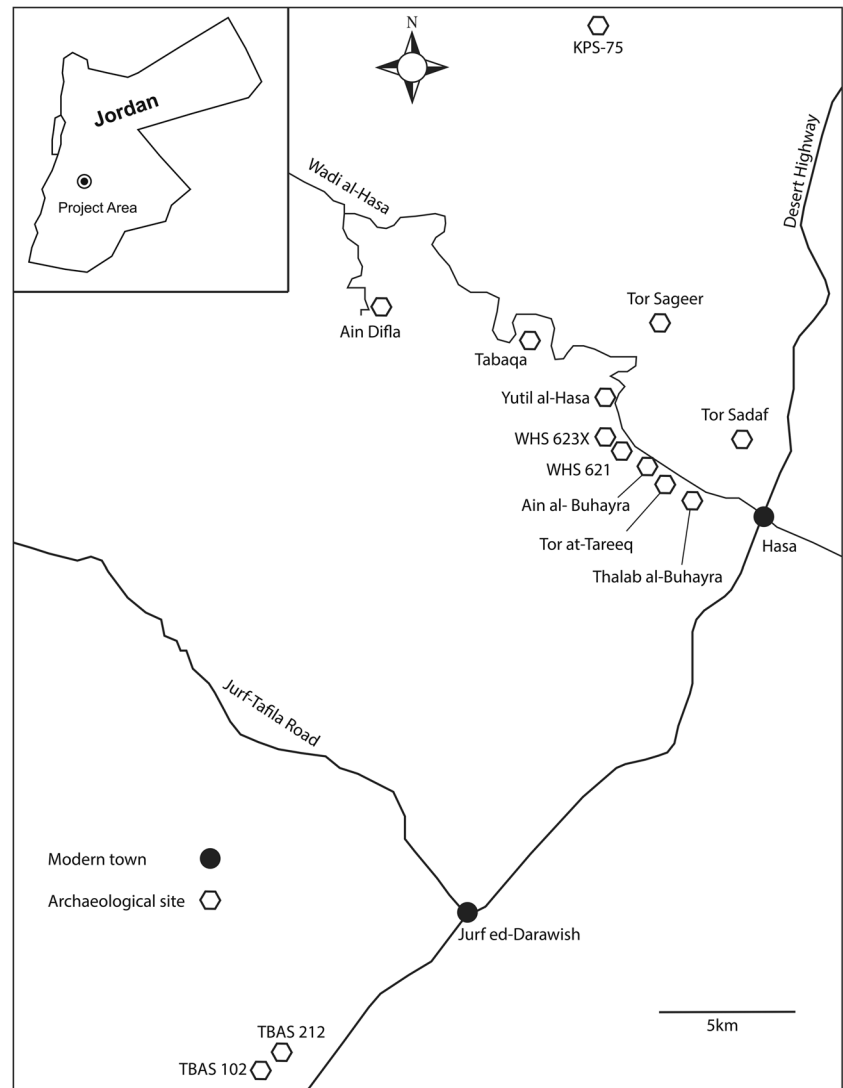 N
KPS-75
Jordan
Project Area
Desert Highway
Wadi al-Hasa
Tor Sageer
Ain Difla
Tabaqa
Yutil al-Hasa
Tor Sadaf
WHS 623X
WHS 621
Ain al- Buhayra
Tor at-Tareeq
Hasa
Thalab al-Buhayra
Jurf-Tafila Road
Modern town
Archaeological site
Jurf ed-Darawish
5km
TBAS 212
TBAS 102